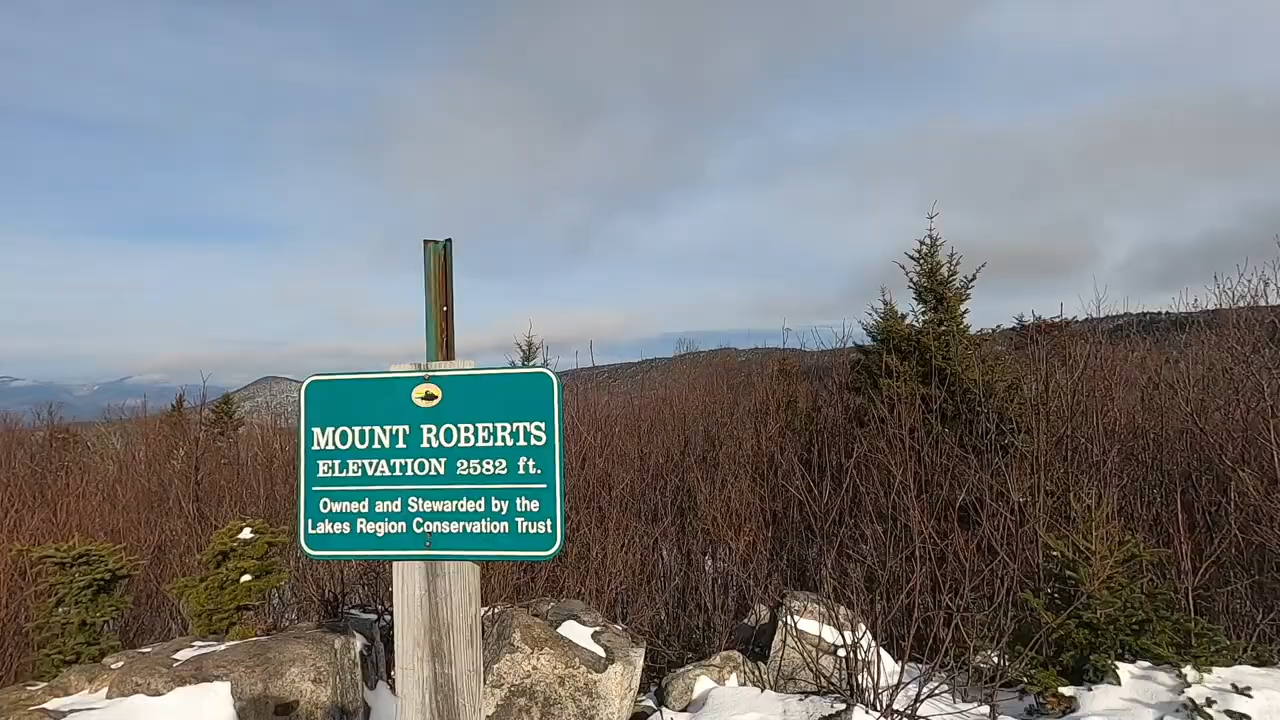 MOUNT ROBERTS
ELEVATION 2582 ft.
Owned and Stewarded by the
Lakes Region Conservation Trust